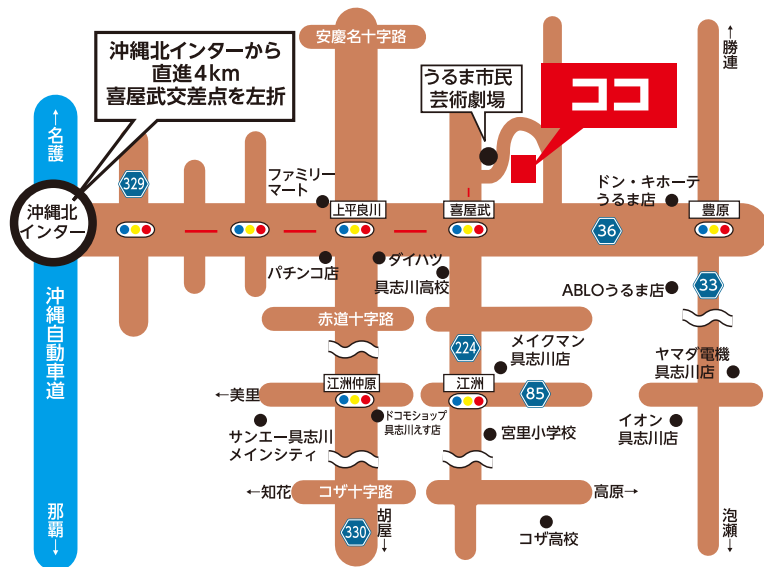 安慶名十字路
↑
勝連
沖縄北インターから
直進4km
喜屋武交差点を左折
うるま市民
芸術劇場
ココ
↑
名護
329
ファミリー
マート
ドン・キホーテ
うるま店
沖縄北
インター
上平良川
喜屋武
豊原
36
パチンコ店
ダイハツ
具志川高校
ABLOうるま店
33
沖縄自動車道
赤道十字路
224
メイクマン
具志川店
ヤマダ電機
具志川店
江洲仲原
江洲
←美里
85
ドコモショップ
具志川えす店
サンエー具志川
メインシティ
宮里小学校
イオン
具志川店
←知花
コザ十字路
高原→
那覇
↓
330
胡屋
↓
コザ高校
泡瀬
↓